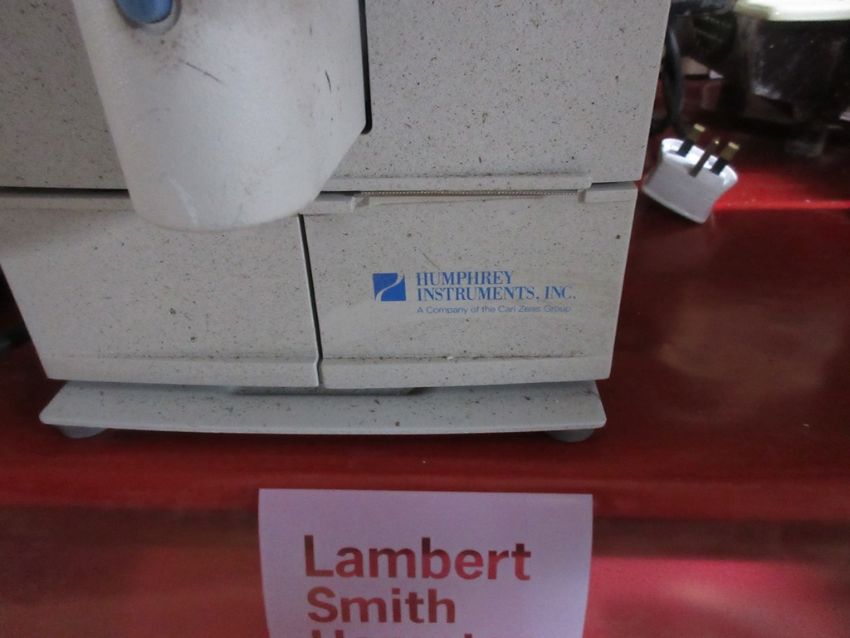 HUMPHREY
INSTRUMENTS, INC.
A Company of the Carl Zeiss Group
Lambert
Smith